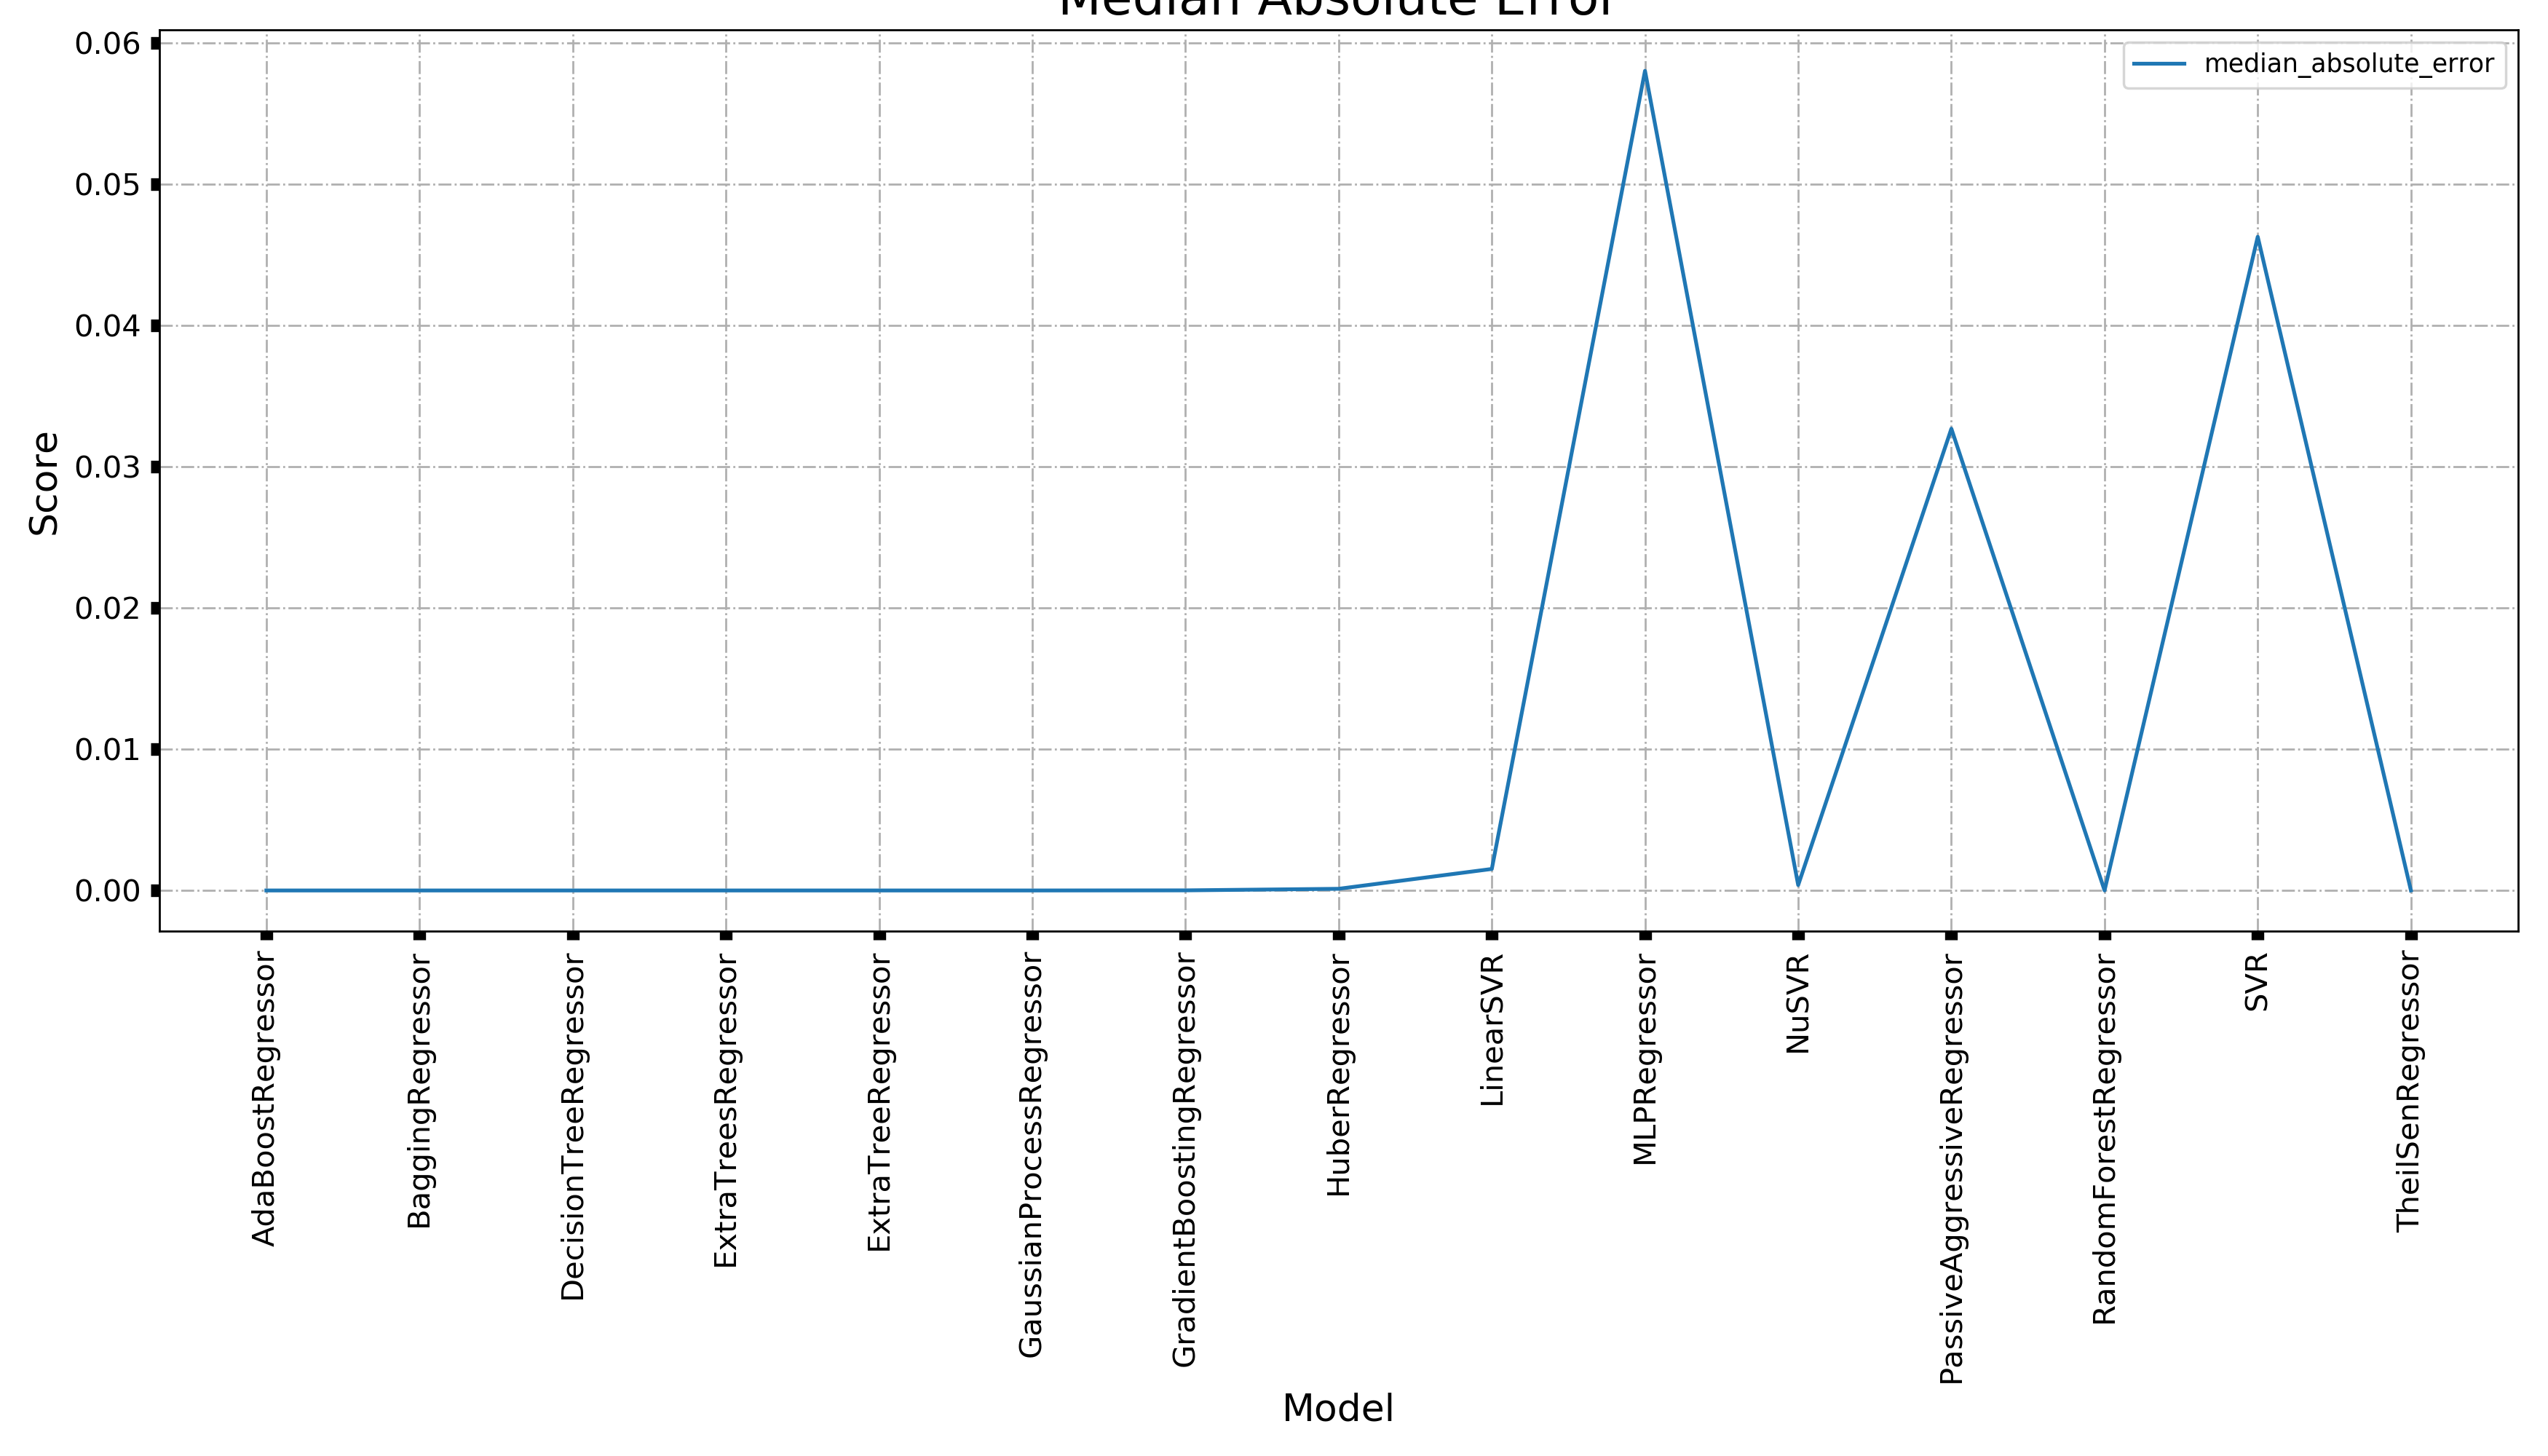 Median Absolute Error
0.06
0.05
0.04
0.03
0.02
0.01
0.00
Score
median_absolute_error
AdaBoostRegressor
BaggingRegressor
DecisionTreeRegressor
ExtraTreesRegressor
ExtraTreeRegressor
GaussianProcessRegressor
GradientBoostingRegressor
HuberRegressor
LinearSVR
MLPRegressor
NuSVR
PassiveAggressiveRegressor
RandomForestRegressor
SVR
TheilSenRegressor
Model